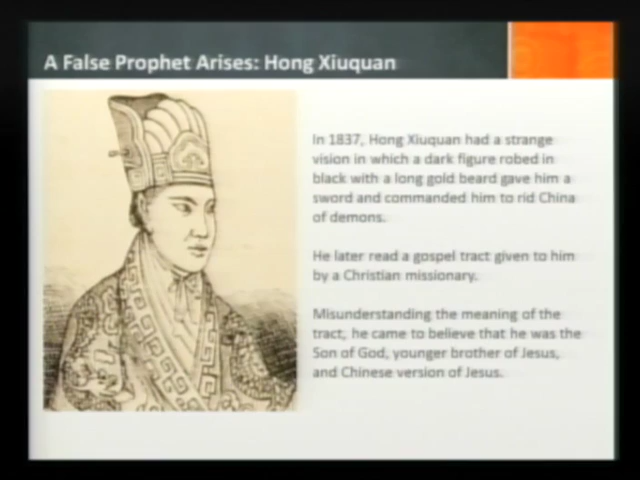 A False Prophet Arises: Hong Xiuquan
In 1837, Hong Xiuquan had a strange
vision in which a dark figure robed in
black with a long gold beard gave him a
sword and commanded him to rid China
of demons.
He later read a gospel tract given to him
by a Christian missionary.
Misunderstanding the meaning of the
tract, he came to believe that he was the
Son of God, younger brother of Jesus,
and Chinese version of Jesus.